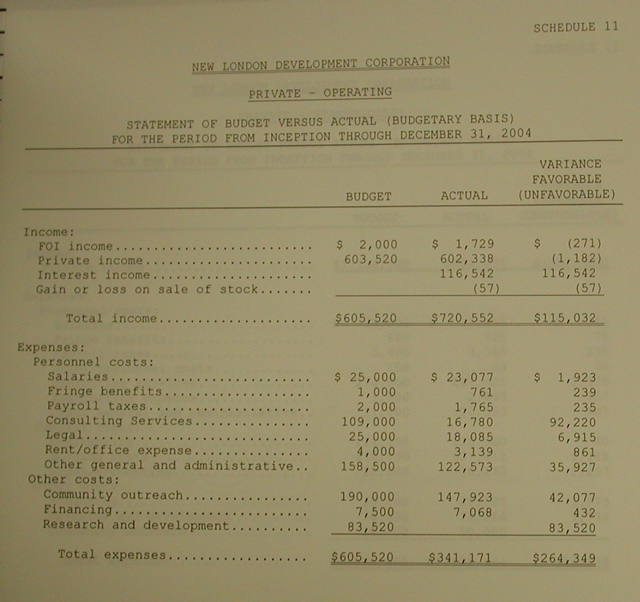 SCHEDULE 11
NEW LONDON DEVELOPMENT CORPORATION
PRIVATE - OPERATING
STATEMENT OF BUDGET VERSUS ACTUAL (BUDGETARY BASIS)
FOR THE PERIOD FROM INCEPTION THROUGH DECEMBER 31, 2004
VARIANCE
FAVORABLE
BUDGET ACTUAL (UNFAVORABLE)
Income:
FOI income.......................... $ 2,000 $ 1,729 $ (271)
Private income...................... 603,520 602,338 (1,182)
Interest income..................... 116,542 116,542
Gain or loss on sale of stock....... (57) (57)
Total income.................... $605,520 $720,552 $115,032
Expenses:
Personnel costs:
Salaries.......................... $ 25,000 $ 23,077 $ 1,923
Fringe benefits................... 1,000 761 239
Payroll taxes..................... 2,000 1,765 235
Consulting Services............... 109,000 16,780 92,220
Legal............................. 25,000 18,085 6,915
Rent/office expense............... 4,000 3,139 861
Other general and administrative.. 158,500 122,573 35,927
Other costs:
Community outreach................ 190,000 147,923 42,077
Financing......................... 7,500 7,068 432
Research and development.......... 83,520 83,520
Total expenses.................. $605,520 $341,171 $264,349